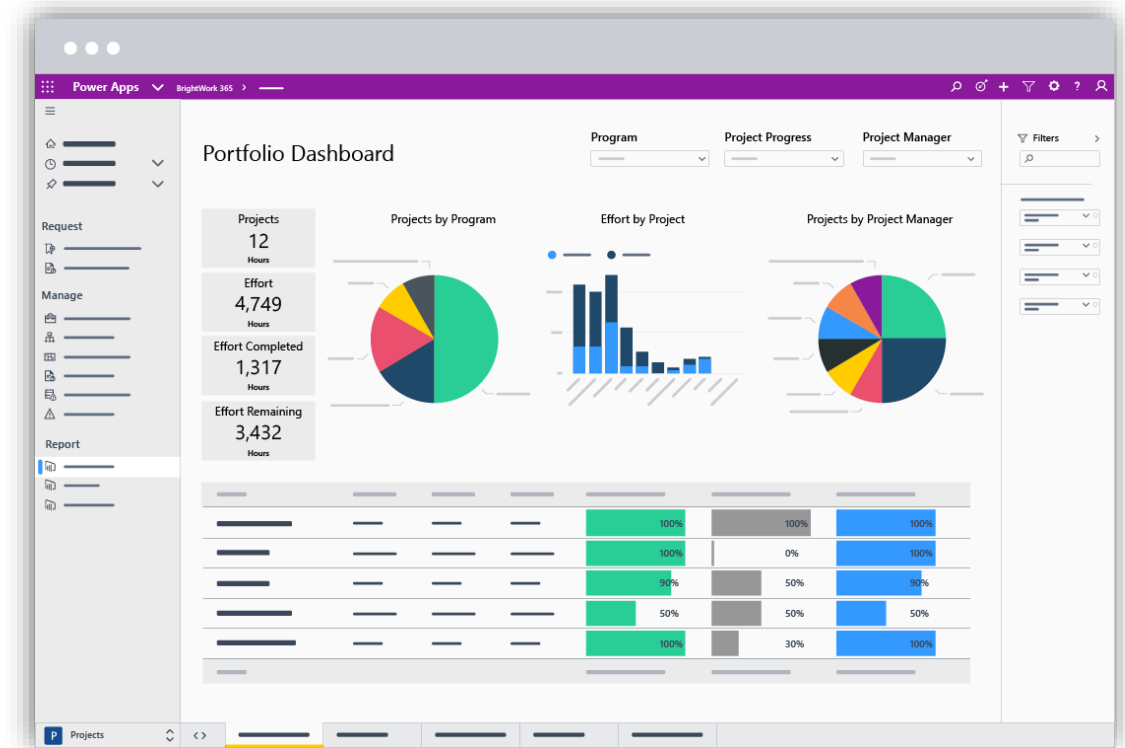 Power Apps
BrightWork 365 >
?
Portfolio Dashboard
Program
Project Progress
Project Manager
Filters
Request
Manage
Report
Projects
12
Hours
Effort
4,749
Hours
Effort Completed
1,317
Hours
Effort Remaining
3,432
Hours
Projects by Program
Effort by Project
Projects by Project Manager
100% 100% 100%
100% 0% 100%
90% 50% 90%
50% 50% 50%
100% 30% 100%
P Projects